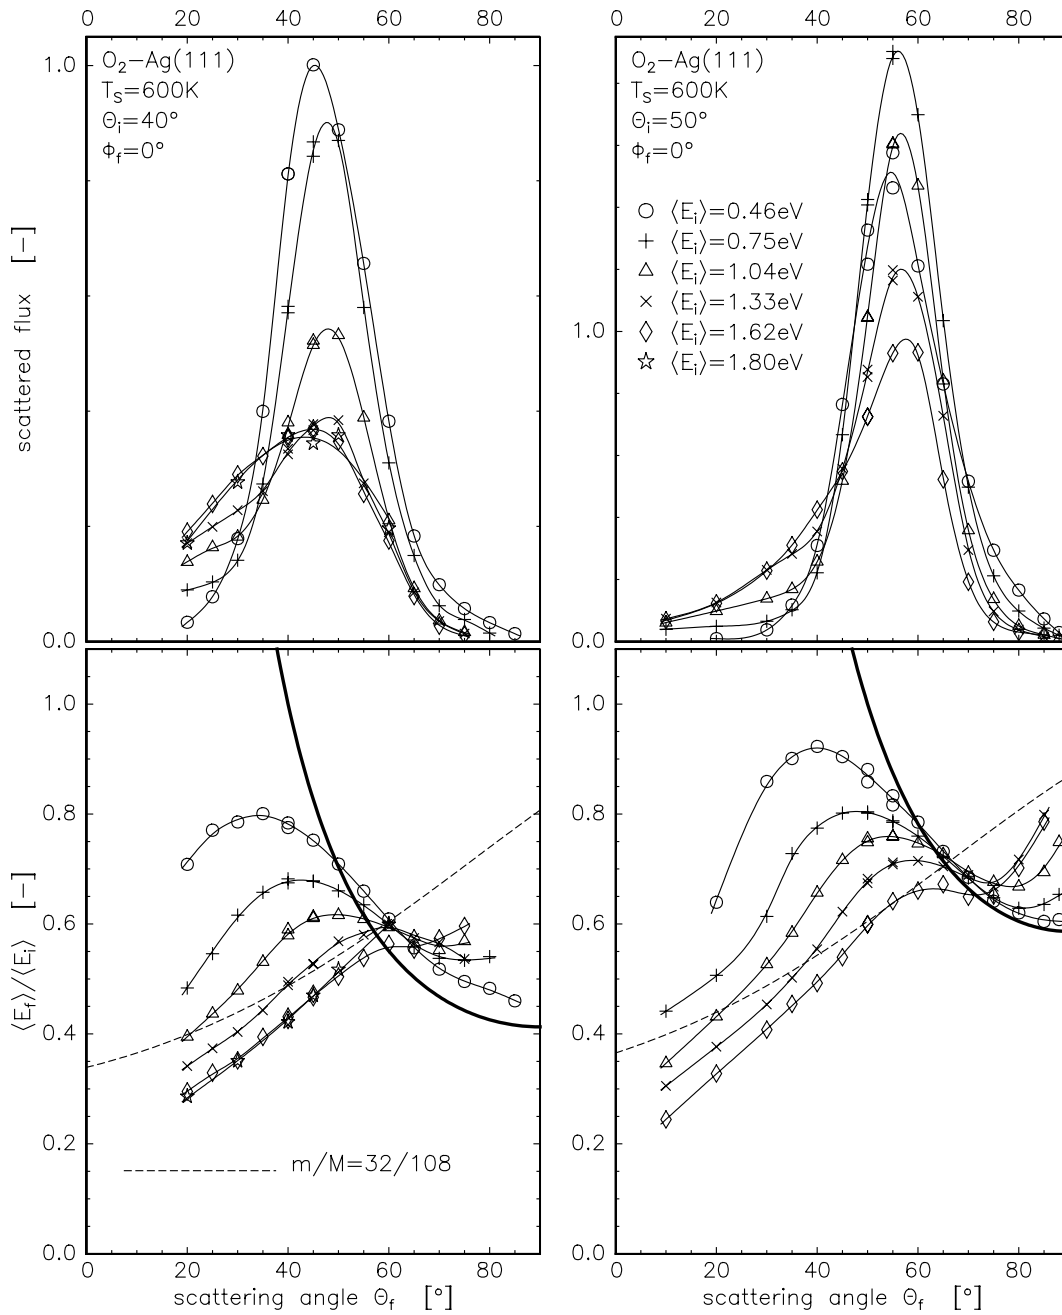 0 20 40 60 80
0 20 40 60 80
O₂−Ag(111)
Tₛ=600K
Θᵢ=40°
Φ_f=0°
O₂−Ag(111)
Tₛ=600K
Θᵢ=50°
Φ_f=0°
⟨Eᵢ⟩=0.46eV
⟨Eᵢ⟩=0.75eV
⟨Eᵢ⟩=1.04eV
⟨Eᵢ⟩=1.33eV
⟨Eᵢ⟩=1.62eV
⟨Eᵢ⟩=1.80eV
scattered flux [−]
1.0
0.0
1.0
0.0
⟨E_f⟩/⟨Eᵢ⟩ [−]
1.0
0.8
0.6
0.4
0.2
0.0
1.0
0.8
0.6
0.4
0.2
0.0
m/M=32/108
0 20 40 60 80
0 20 40 60 80
scattering angle Θ_f [°]
scattering angle Θ_f [°]